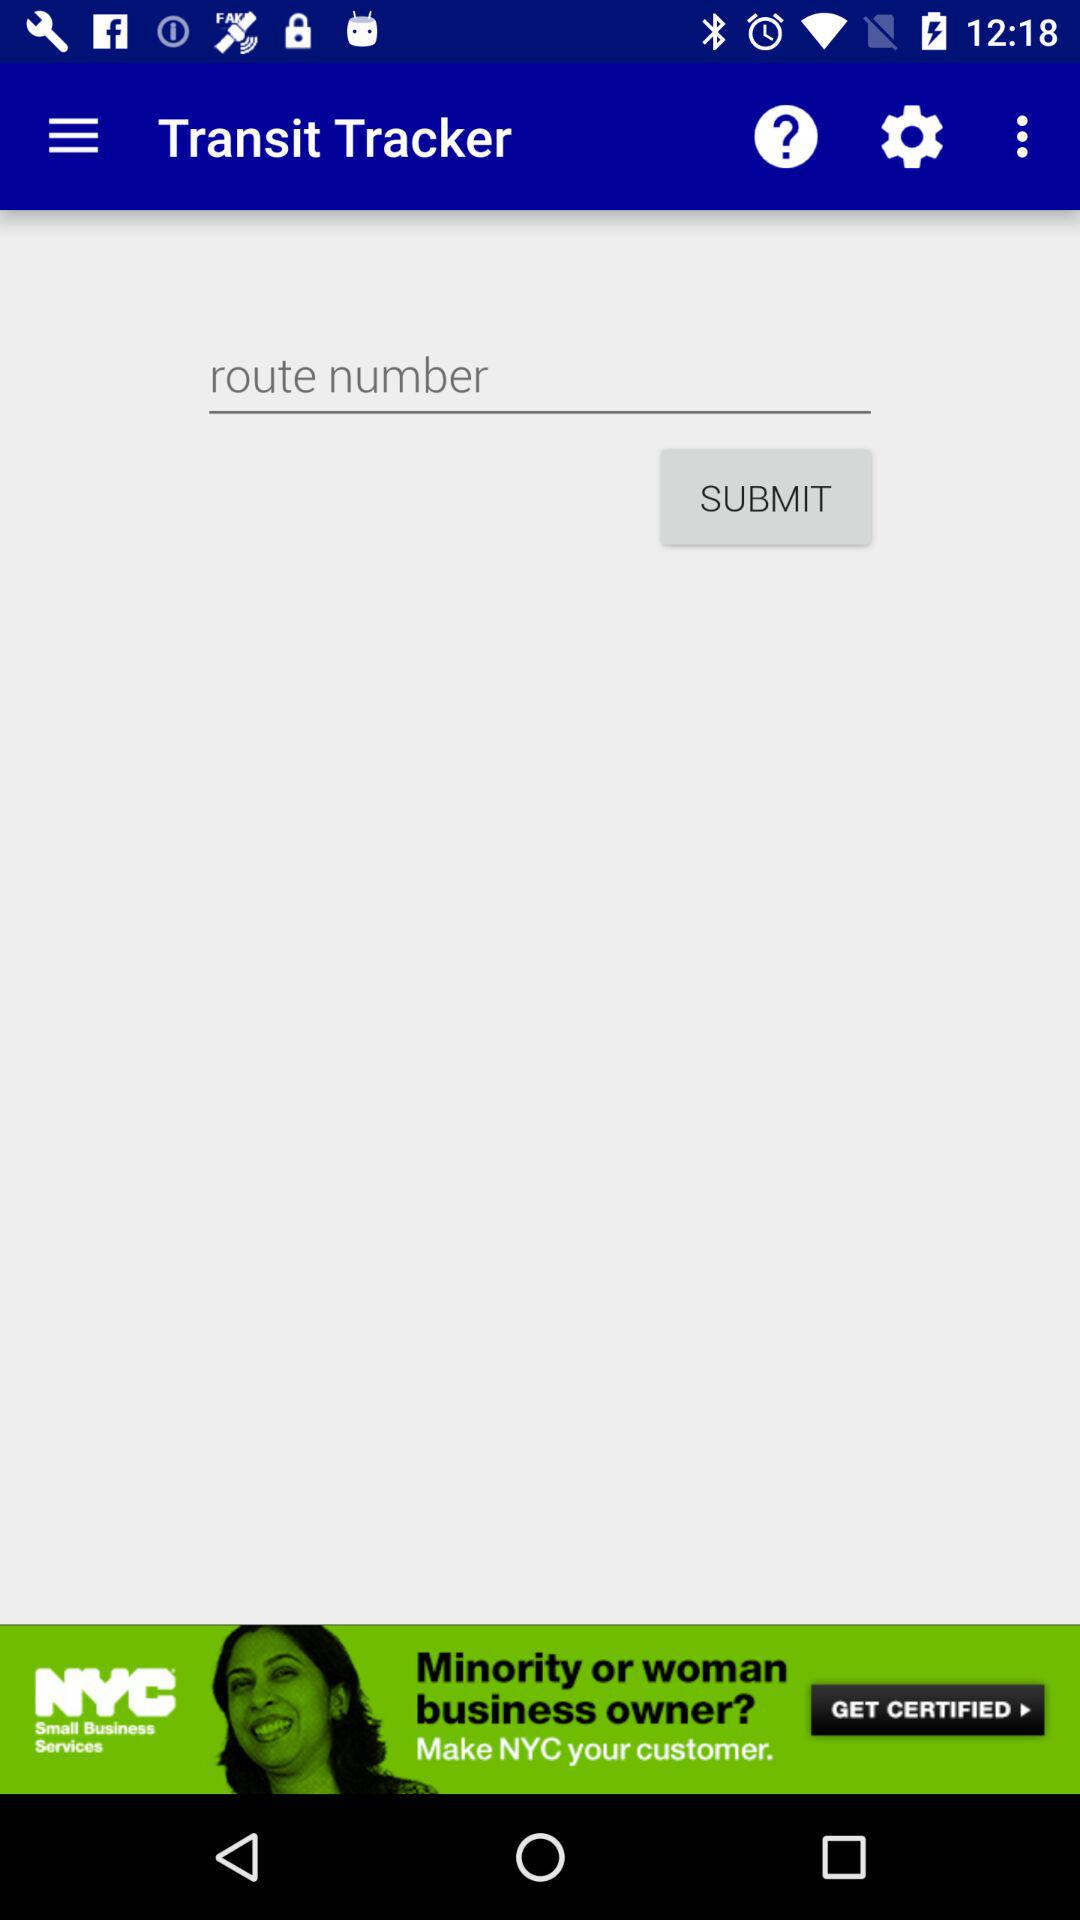 FAKE
12:18
Transit Tracker
route number
SUBMIT
NYC
Small Business
Services
Minority or woman
business owner?
Make NYC your customer.
GET CERTIFIED